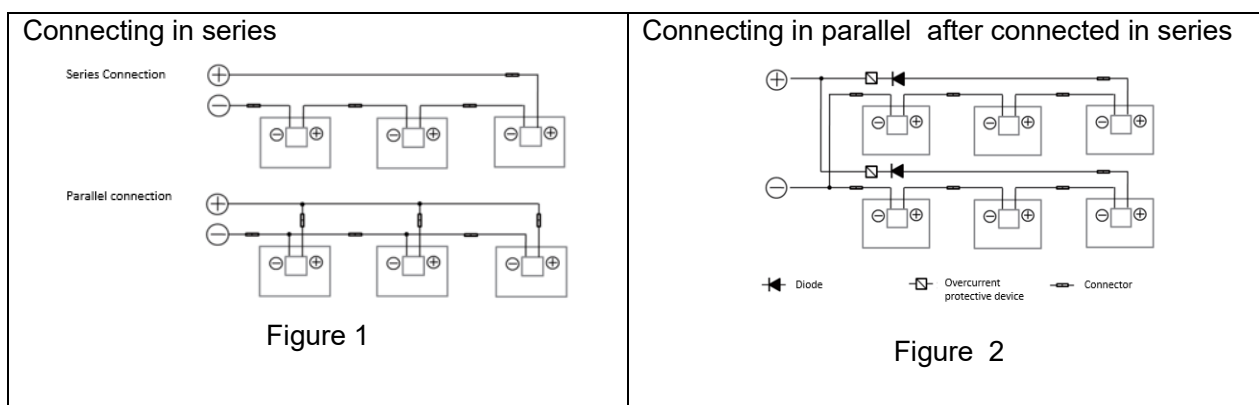 Connecting in series
Series Connection
+
−
− + − + − +
Parallel connection
+
−
− + − + − +
Figure 1
Connecting in parallel after connected in series
+
− + − + − +
−
− + − + − +
Diode
Overcurrent
protective device
Connector
Figure 2